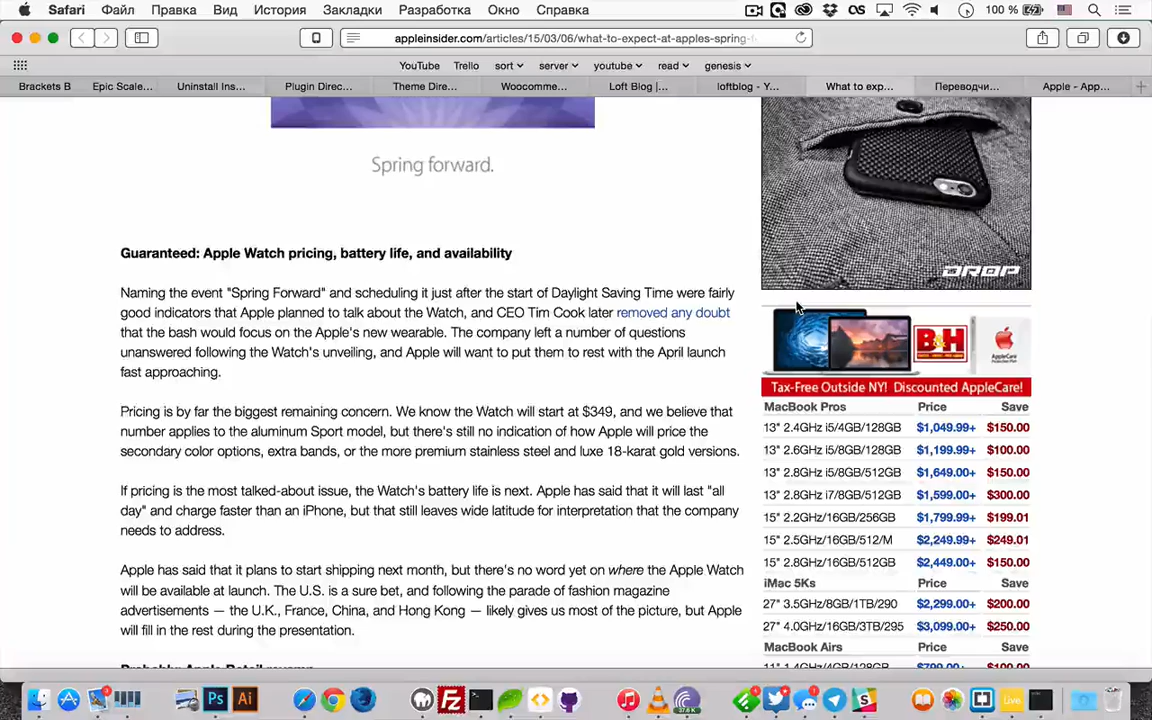 Safari Файл Правка Вид История Закладки Разработка Окно Справка 100 %
appleinsider.com/articles/15/03/06/what-to-expect-at-apples-spring-f
YouTube Trello sort server youtube read genesis
Brackets B Epic Scale... Uninstall Ins... Plugin Direc... Theme Dire... Woocomme... Loft Blog |... loftblog - Y... What to exp... Переводчи... Apple - App...
Spring forward.
DROP
Guaranteed: Apple Watch pricing, battery life, and availability
Naming the event "Spring Forward" and scheduling it just after the start of Daylight Saving Time were fairly
good indicators that Apple planned to talk about the Watch, and CEO Tim Cook later removed any doubt
that the bash would focus on the Apple's new wearable. The company left a number of questions
unanswered following the Watch's unveiling, and Apple will want to put them to rest with the April launch
fast approaching.
Pricing is by far the biggest remaining concern. We know the Watch will start at $349, and we believe that
number applies to the aluminum Sport model, but there's still no indication of how Apple will price the
secondary color options, extra bands, or the more premium stainless steel and luxe 18-karat gold versions.
If pricing is the most talked-about issue, the Watch's battery life is next. Apple has said that it will last "all
day" and charge faster than an iPhone, but that still leaves wide latitude for interpretation that the company
needs to address.
Apple has said that it plans to start shipping next month, but there's no word yet on where the Apple Watch
will be available at launch. The U.S. is a sure bet, and following the parade of fashion magazine
advertisements — the U.K., France, China, and Hong Kong — likely gives us most of the picture, but Apple
will fill in the rest during the presentation.
Probably: Apple Retail revamp
B&H
AppleCare
Tax-Free Outside NY! Discounted AppleCare!
MacBook Pros Price Save
13" 2.4GHz i5/4GB/128GB $1,049.99+ $150.00
13" 2.6GHz i5/8GB/128GB $1,199.99+ $100.00
13" 2.8GHz i5/8GB/512GB $1,649.00+ $150.00
13" 2.8GHz i7/8GB/512GB $1,599.00+ $300.00
15" 2.2GHz/16GB/256GB $1,799.99+ $199.01
15" 2.5GHz/16GB/512/M $2,249.99+ $249.01
15" 2.8GHz/16GB/512GB $2,449.00+ $150.00
iMac 5Ks Price Save
27" 3.5GHz/8GB/1TB/290 $2,299.00+ $200.00
27" 4.0GHz/16GB/3TB/295 $3,099.00+ $250.00
MacBook Airs Price Save
11" 1.4GHz/4GB/128GB $799.00+ $100.00
Ps Ai Fz Live